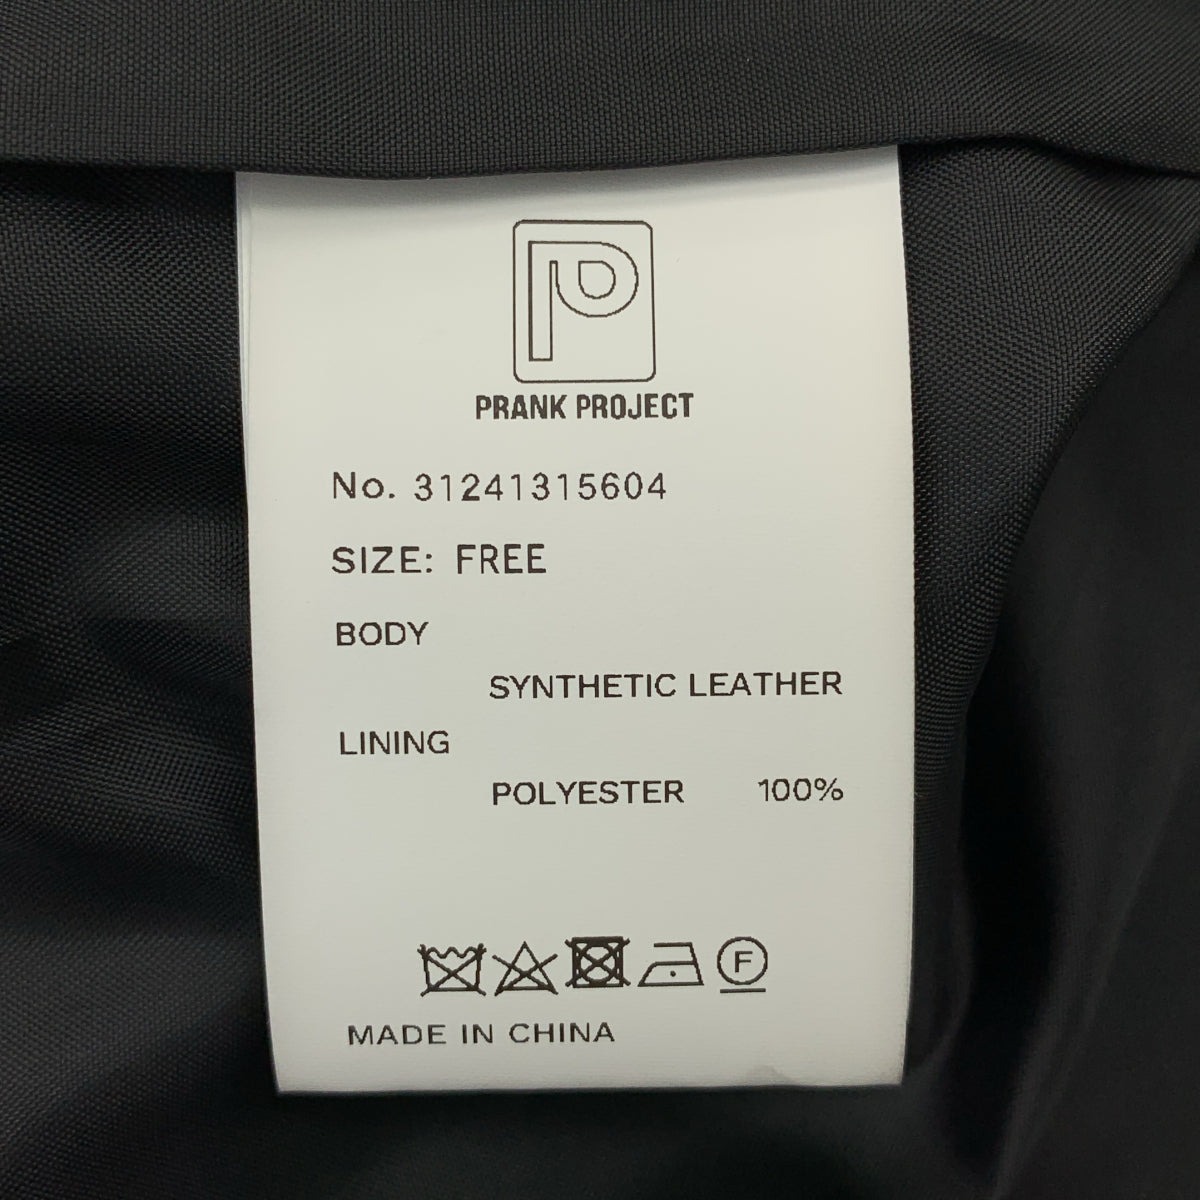 P
PRANK PROJECT
No. 31241315604
SIZE: FREE
BODY
SYNTHETIC LEATHER
LINING
POLYESTER 100%
F
MADE IN CHINA